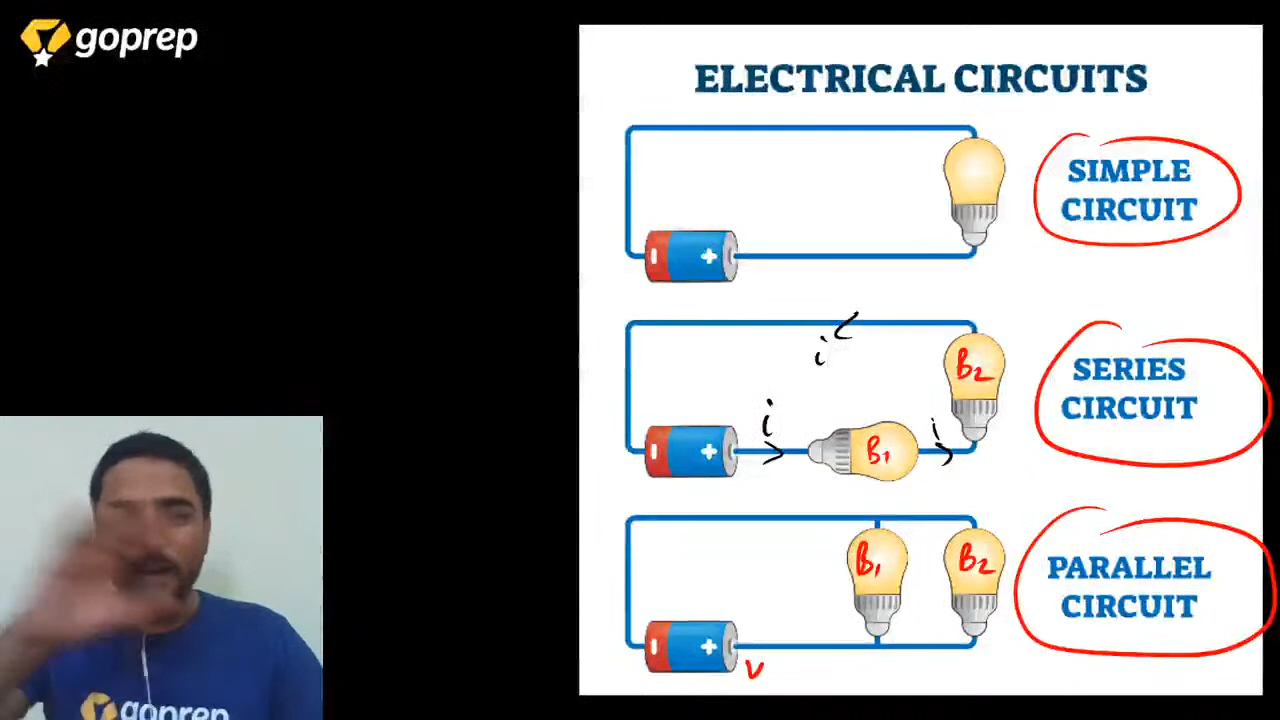 goprep
ELECTRICAL CIRCUITS
SIMPLE
CIRCUIT
+
i
B2
SERIES
CIRCUIT
i
i
+
B1
B1
B2
PARALLEL
CIRCUIT
+
V
goprep